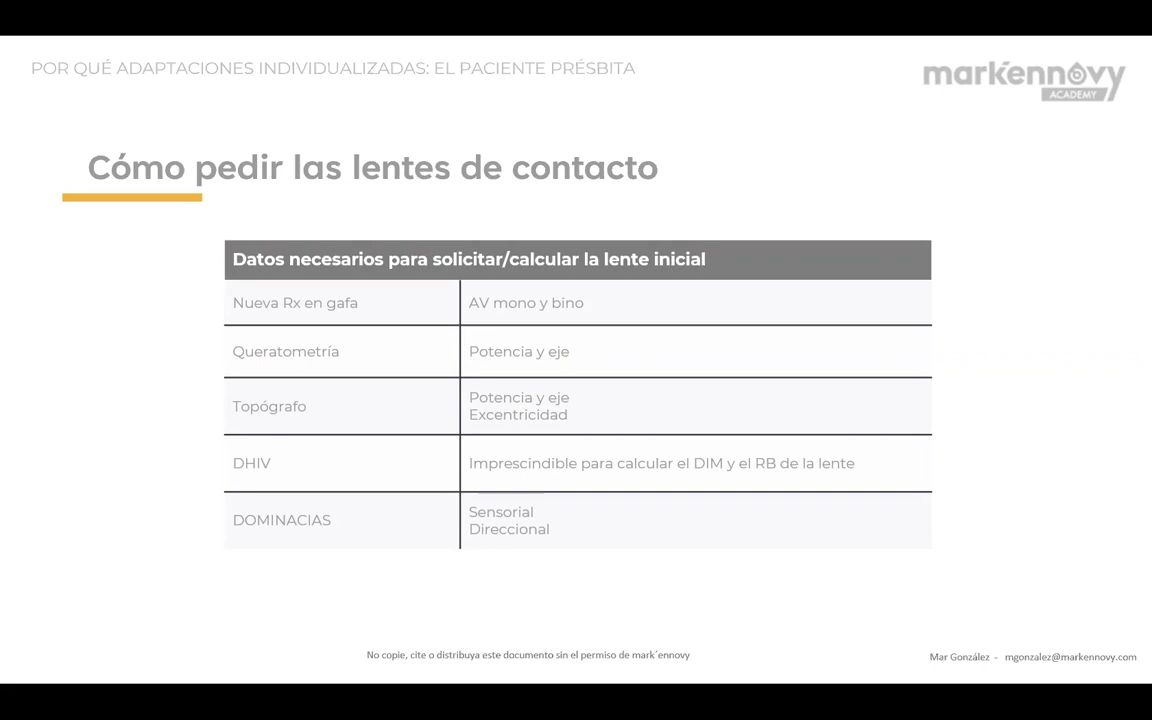 POR QUÉ ADAPTACIONES INDIVIDUALIZADAS: EL PACIENTE PRÉSBITA
mark'ennovy
ACADEMY
Cómo pedir las lentes de contacto
Datos necesarios para solicitar/calcular la lente inicial
Nueva Rx en gafa
AV mono y bino
Queratometría
Potencia y eje
Topógrafo
Potencia y eje
Excentricidad
DHIV
Imprescindible para calcular el DIM y el RB de la lente
DOMINACIAS
Sensorial
Direccional
No copie, cite o distribuya este documento sin el permiso de mark´ennovy
Mar González - mgonzalez@markennovy.com